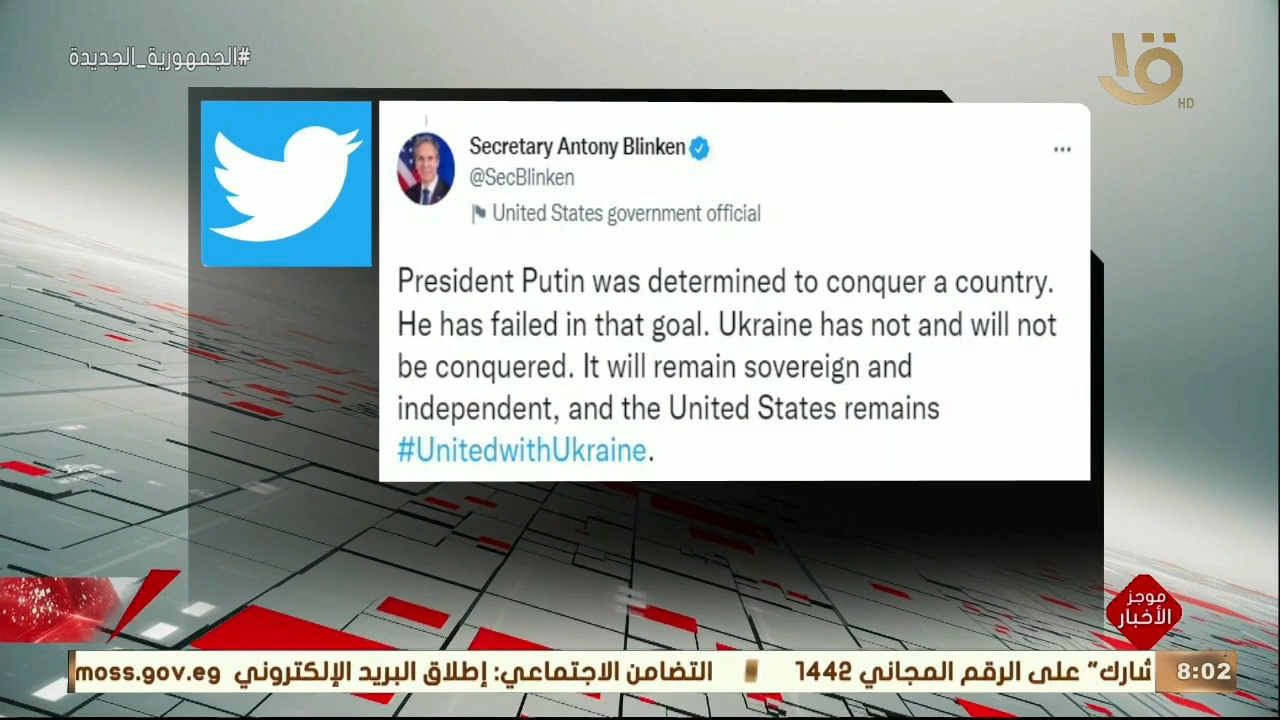 #الجمهورية_الجديدة
HD
Secretary Antony Blinken
@SecBlinken
United States government official
President Putin was determined to conquer a country.
He has failed in that goal. Ukraine has not and will not
be conquered. It will remain sovereign and
independent, and the United States remains
#UnitedwithUkraine.
موجز
الأخبار
8:02
شارك” على الرقم المجاني 1442 التضامن الاجتماعي: إطلاق البريد الإلكتروني moss.gov.eg